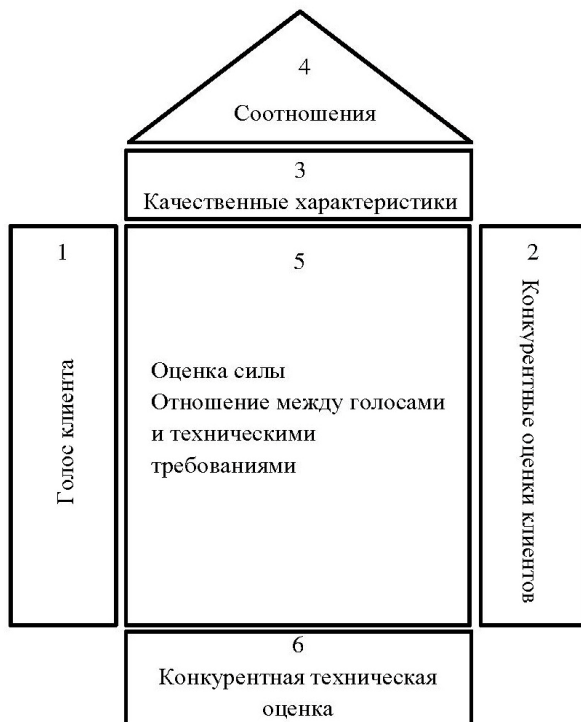 4
Соотношения
3
Качественные характеристики
1
Голос клиента
5
Оценка силы
Отношение между голосами
и техническими
требованиями
2
Конкурентные оценки клиентов
6
Конкурентная техническая
оценка